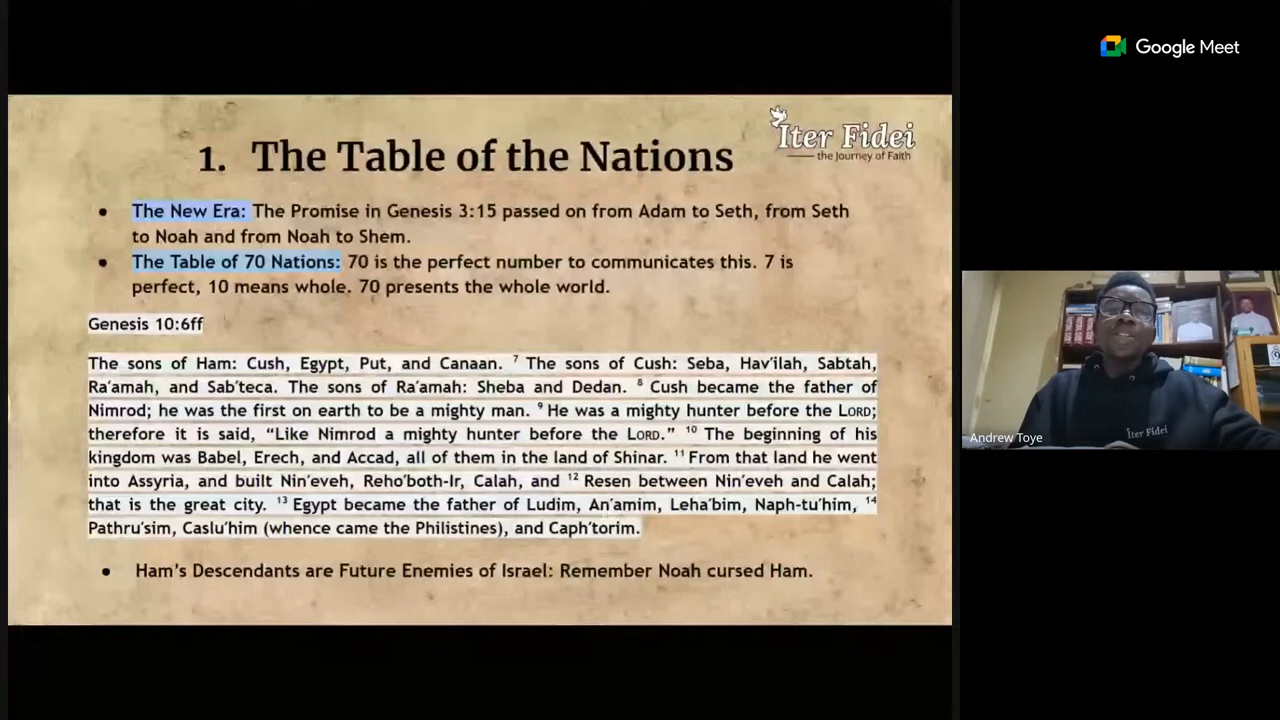 Google Meet
Iter Fidei
the Journey of Faith
1. The Table of the Nations
• The New Era: The Promise in Genesis 3:15 passed on from Adam to Seth, from Seth
to Noah and from Noah to Shem.
• The Table of 70 Nations: 70 is the perfect number to communicates this. 7 is
perfect, 10 means whole. 70 presents the whole world.
Genesis 10:6ff
The sons of Ham: Cush, Egypt, Put, and Canaan. 7 The sons of Cush: Seba, Hav′ilah, Sabtah,
Ra′amah, and Sab′teca. The sons of Ra′amah: Sheba and Dedan. 8 Cush became the father of
Nimrod; he was the first on earth to be a mighty man. 9 He was a mighty hunter before the LORD;
therefore it is said, “Like Nimrod a mighty hunter before the LORD.” 10 The beginning of his
kingdom was Babel, Erech, and Accad, all of them in the land of Shinar. 11 From that land he went
into Assyria, and built Nin′eveh, Reho′both-Ir, Calah, and 12 Resen between Nin′eveh and Calah;
that is the great city. 13 Egypt became the father of Ludim, An′amim, Leha′bim, Naph-tu′him, 14
Pathru′sim, Caslu′him (whence came the Philistines), and Caph′torim.
• Ham’s Descendants are Future Enemies of Israel: Remember Noah cursed Ham.
Iter Fidei
Andrew Toye